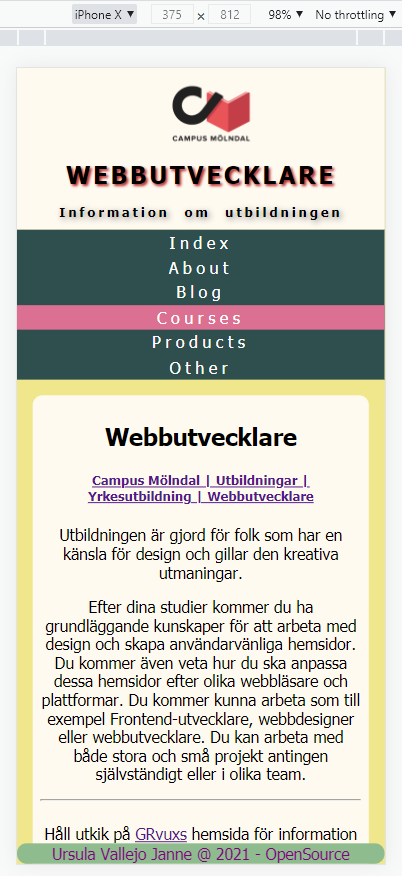 iPhone X ▼ 375 × 812 98% ▼ No throttling ▼
CAMPUS MÖLNDAL
WEBBUTVECKLARE
Information om utbildningen
Index
About
Blog
Courses
Products
Other
Webbutvecklare
Campus Mölndal | Utbildningar |
Yrkesutbildning | Webbutvecklare
Utbildningen är gjord för folk som har en
känsla för design och gillar den kreativa
utmaningar.
Efter dina studier kommer du ha
grundläggande kunskaper för att arbeta med
design och skapa användarvänliga hemsidor.
Du kommer även veta hur du ska anpassa
dessa hemsidor efter olika webbläsare och
plattformar. Du kommer kunna arbeta som till
exempel Frontend-utvecklare, webbdesigner
eller webbutvecklare. Du kan arbeta med
både stora och små projekt antingen
självständigt eller i olika team.
Håll utkik på GRvuxs hemsida för information
Ursula Vallejo Janne @ 2021 - OpenSource